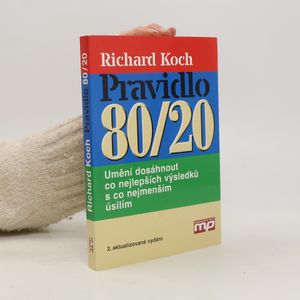 Richard Koch
Pravidlo
80/20
Umění dosáhnout
co nejlepších výsledků
s co nejmenším
úsilím
2. aktualizované vydání
mp
Richard Koch Pravidlo 80/20
mp